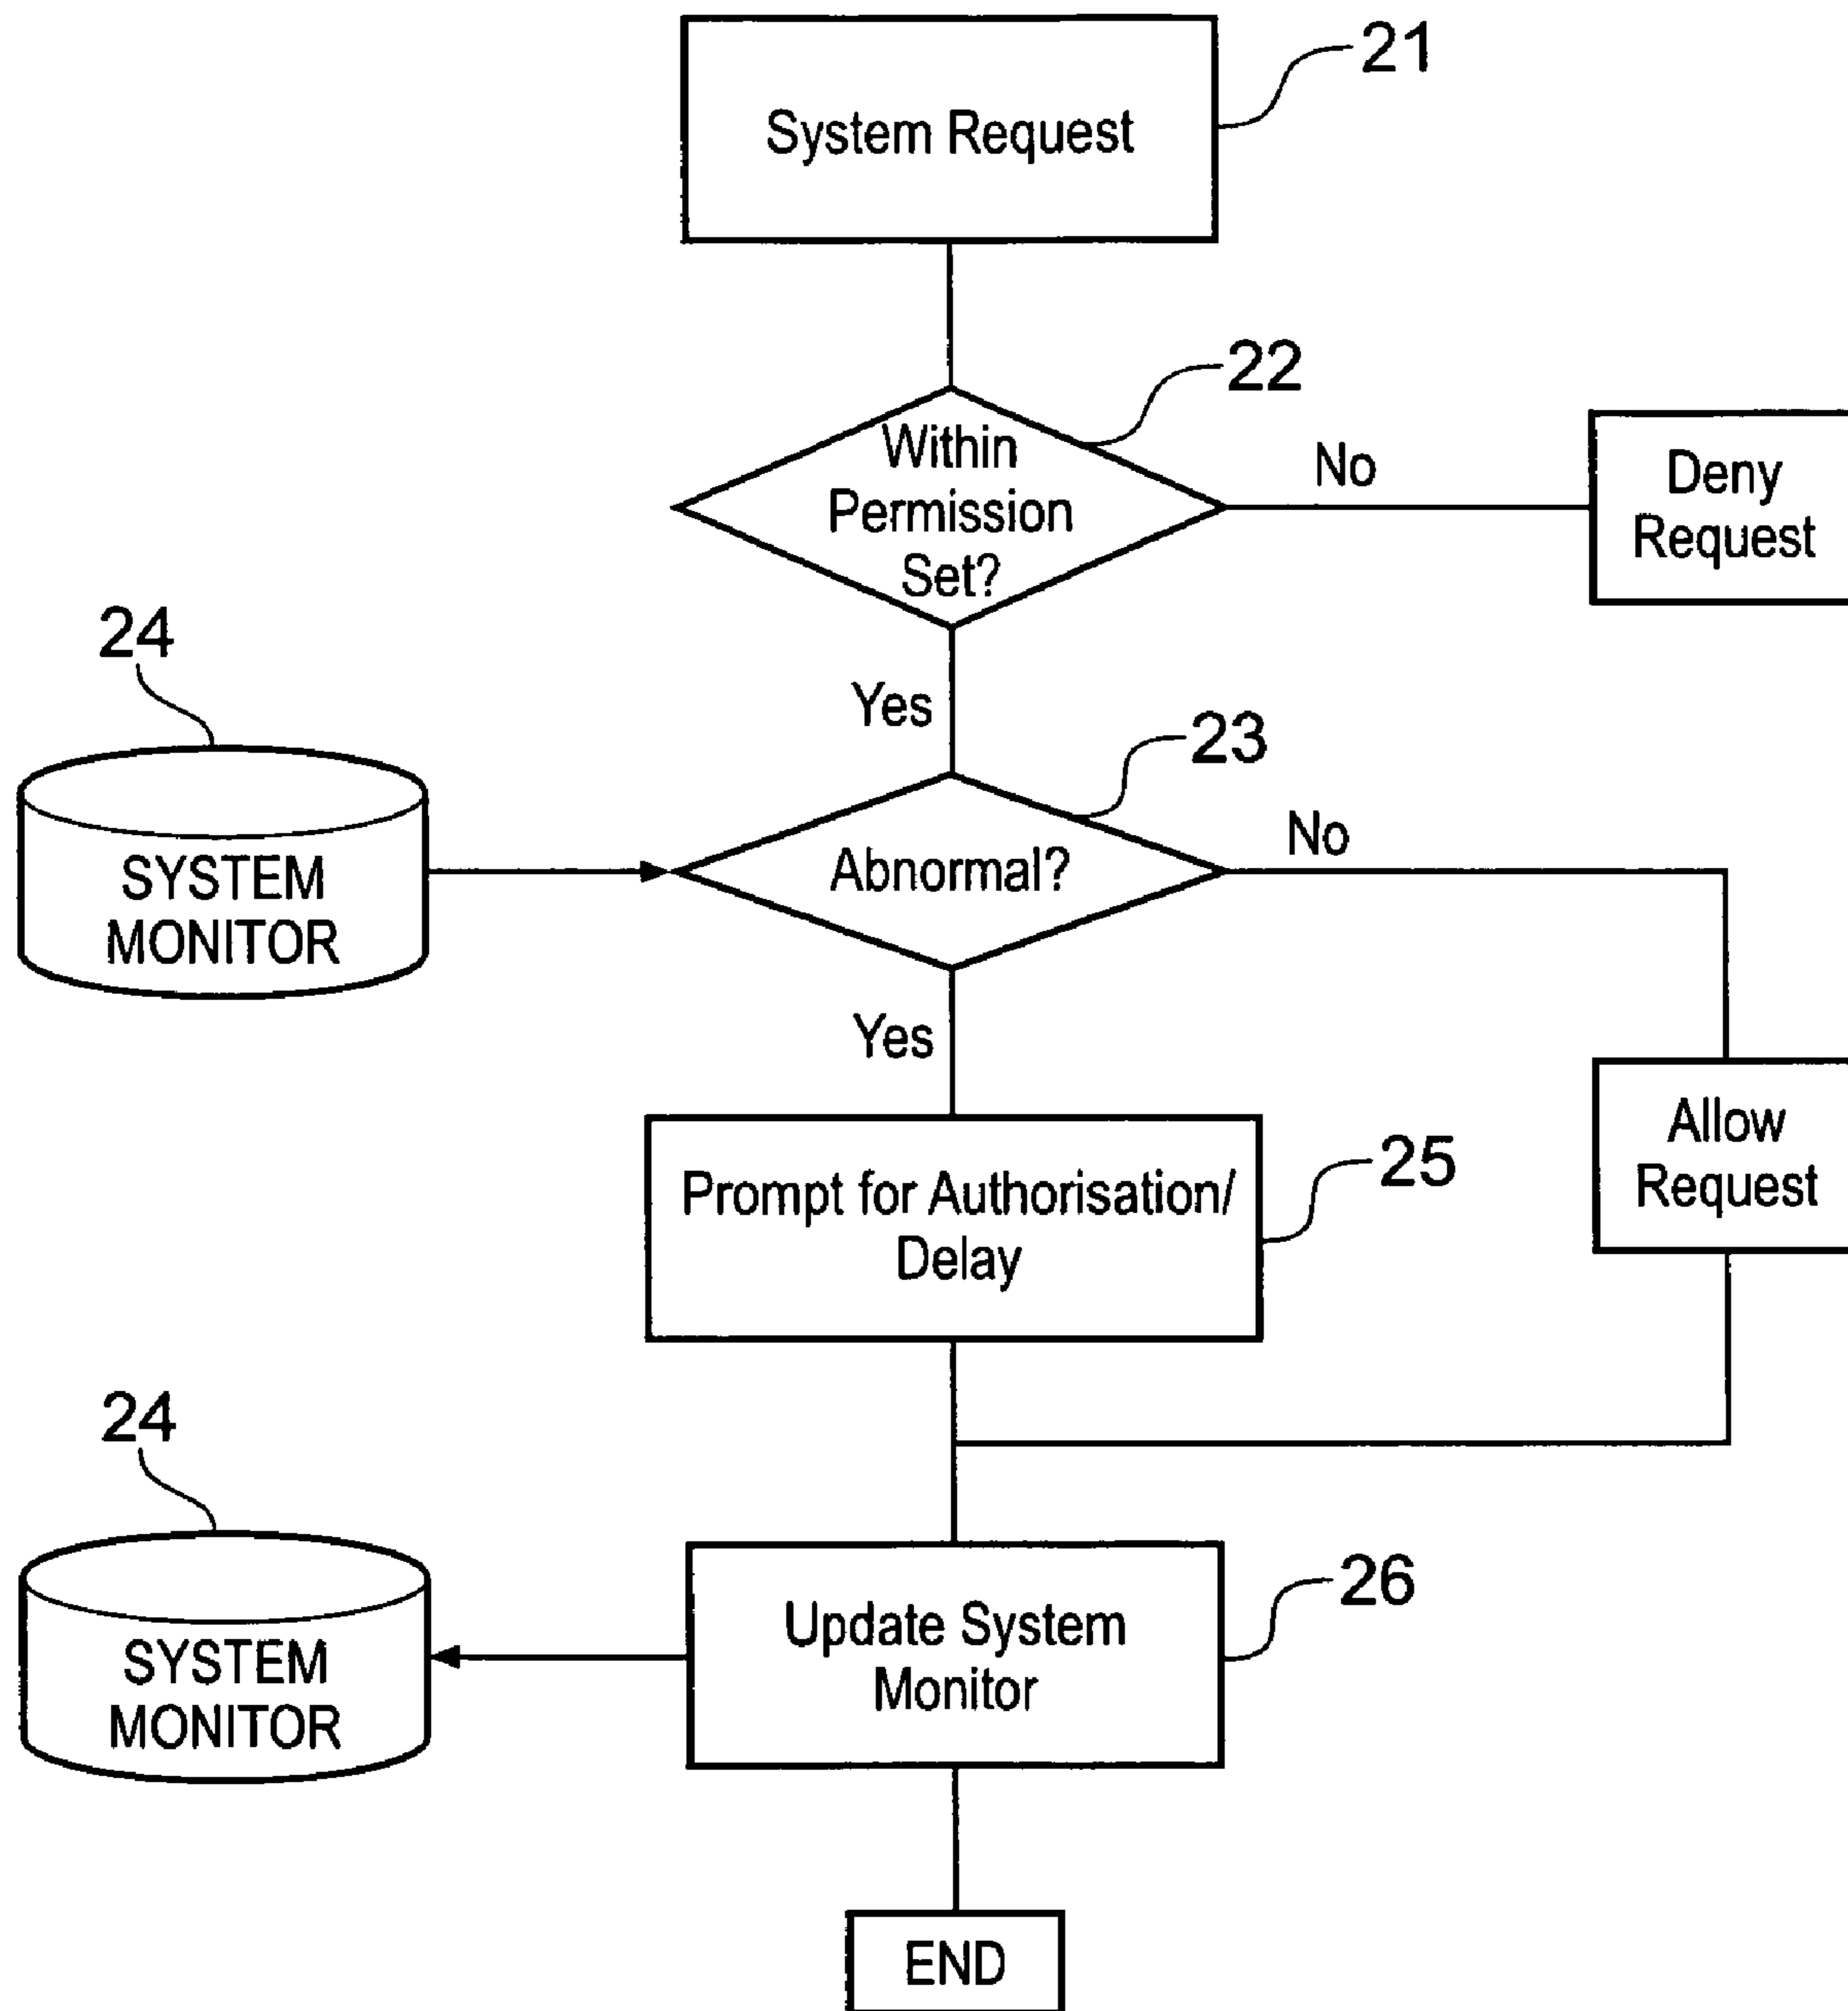 21
System Request
22
Within
Permission
Set?
No
Deny
Request
24
Yes
23
SYSTEM
MONITOR
Abnormal?
No
Yes
Allow
Request
Prompt for Authorisation/
Delay
25
24
SYSTEM
MONITOR
Update System
Monitor
26
END